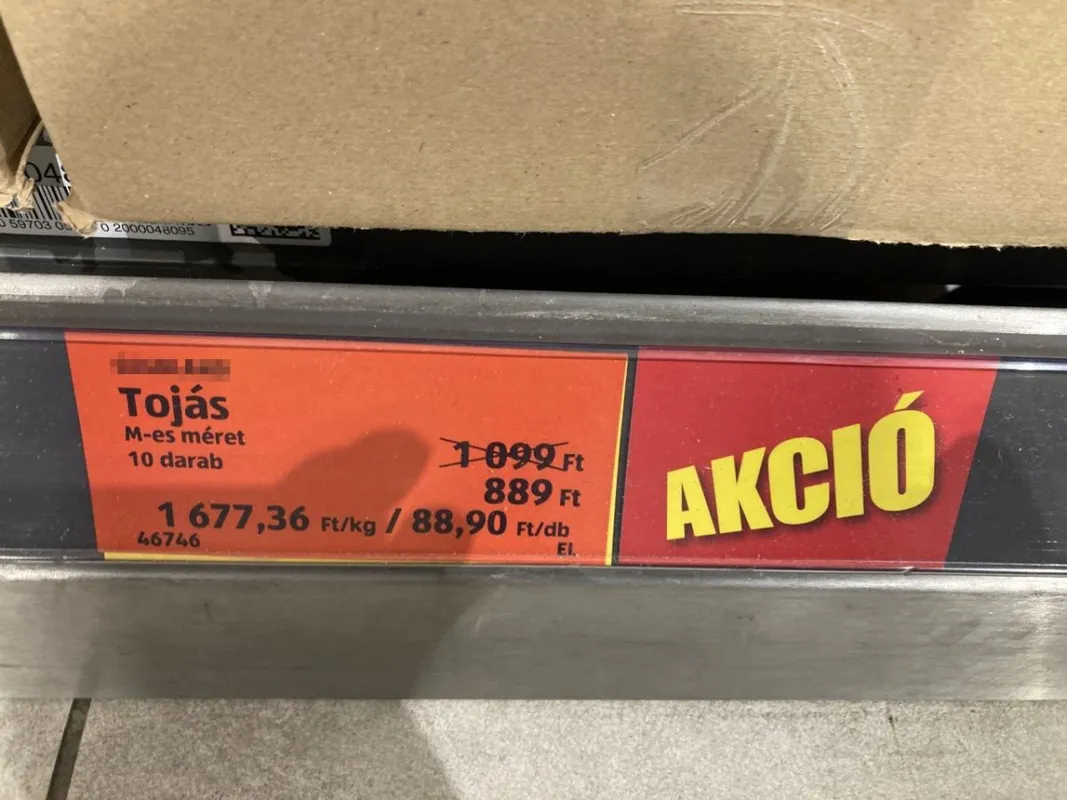 2000048095
Tojás
M-es méret
10 darab
1 099 Ft
889 Ft
1 677,36 Ft/kg / 88,90 Ft/db
46746
EL
AKCIÓ